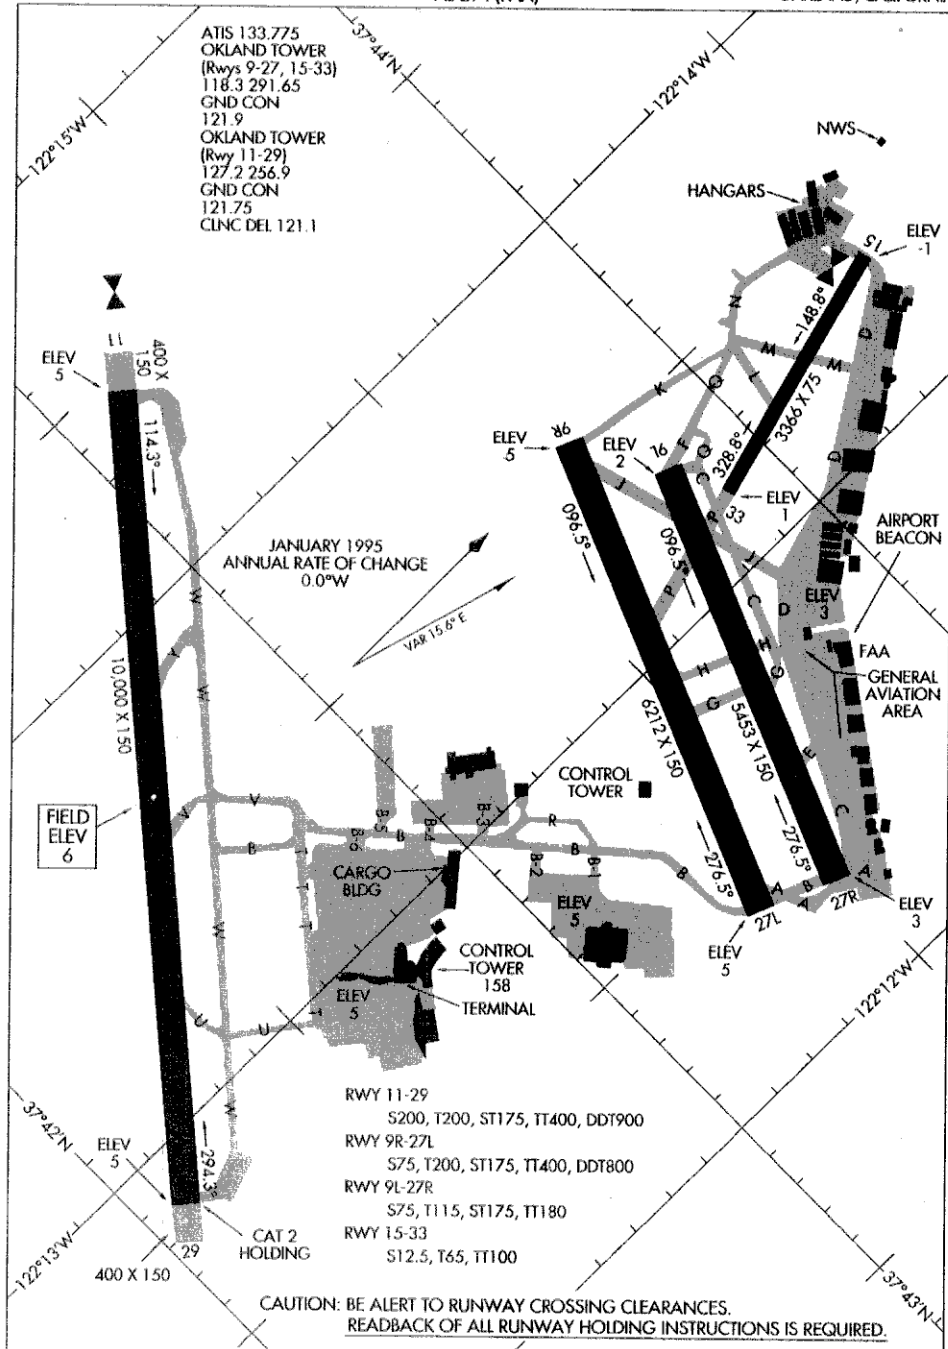 ATIS 133.775
OKLAND TOWER
(Rwys 9-27, 15-33)
118.3 291.65
GND CON
121.9
OKLAND TOWER
(Rwy 11-29)
127.2 256.9
GND CON
121.75
CLNC DEL 121.1
37°44'N
122°14'W
122°15'W
NWS
HANGARS
15
ELEV
-1
148.8°
D
N
W
W
3366 X 75
K
Q
L
11
ELEV
5
400 X
150
114.3°
9R
ELEV
5
ELEV
2
9L
F
Q
C
328.8°
D
33
ELEV
1
R
J
J
096.5°
096.5°
P
C
D
AIRPORT
BEACON
ELEV
3
JANUARY 1995
ANNUAL RATE OF CHANGE
0.0°W
VAR 15.6° E
W
Y
W
10,000 X 150
H
H
G
G
FAA
GENERAL
AVIATION
AREA
6212 X 150
5453 X 150
E
C
FIELD
ELEV
6
V
V
B
W
T
T
T
B-6
B-5
B
B-4
B-3
R
B
B-2
B-1
B
CONTROL
TOWER
276.5°
276.5°
A
B
A
A
27L
27R
ELEV
3
ELEV
5
CARGO
BLDG
ELEV
5
CONTROL
TOWER
158
TERMINAL
ELEV
5
122°12'W
U
U
W
37°42'N
ELEV
5
294.3°
CAT 2
HOLDING
29
400 X 150
122°13'W
RWY 11-29
S200, T200, ST175, TT400, DDT900
RWY 9R-27L
S75, T200, ST175, TT400, DDT800
RWY 9L-27R
S75, T115, ST175, TT180
RWY 15-33
S12.5, T65, TT100
37°43'N
CAUTION: BE ALERT TO RUNWAY CROSSING CLEARANCES.
READBACK OF ALL RUNWAY HOLDING INSTRUCTIONS IS REQUIRED.